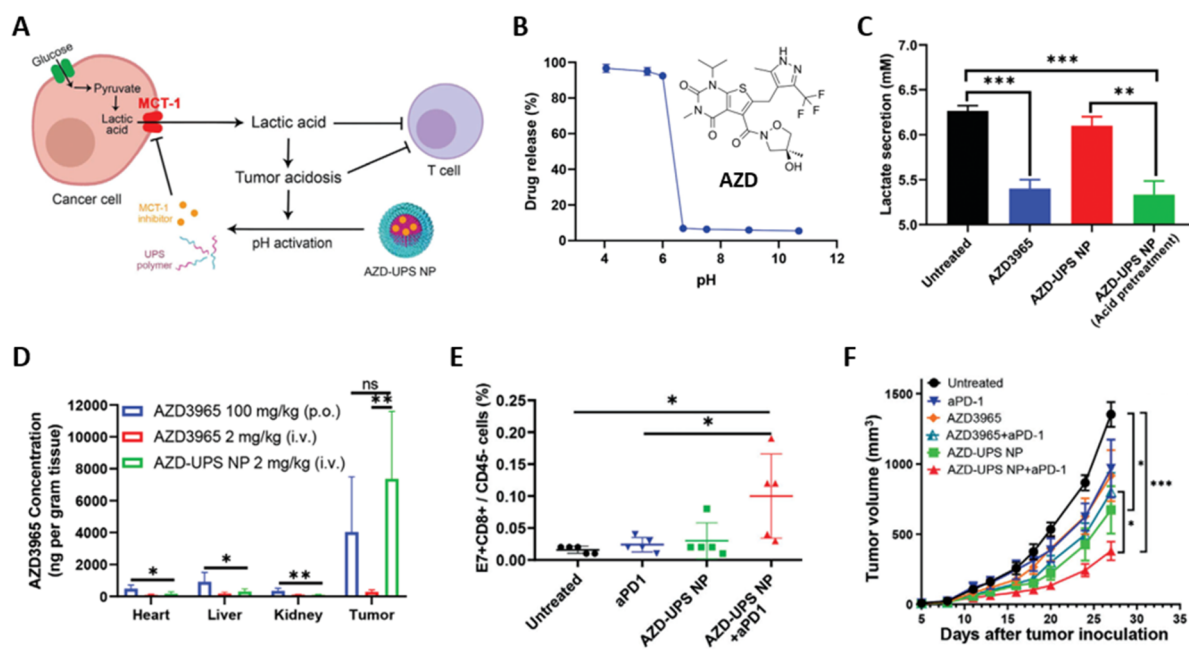 A
Glucose
Pyruvate
MCT-1
Lactic
acid
Cancer cell
Lactic acid
Tumor acidosis
T cell
MCT-1
inhibitor
UPS
polymer
pH activation
AZD-UPS NP
B
Drug release (%)
100
80
60
40
20
0
4
6
8
10
12
pH
H
N
N
F
F
F
O
N
N
O
S
O
N
O
OH
AZD
C
Lactate secretion (mM)
7.0
6.5
6.0
5.5
5.0
***
***
**
Untreated
AZD3965
AZD-UPS NP
AZD-UPS NP
(Acid pretreatment)
D
AZD3965 Concentration
(ng per gram tissue)
12000
10000
8000
6000
4000
2000
0
AZD3965 100 mg/kg (p.o.)
AZD3965 2 mg/kg (i.v.)
AZD-UPS NP 2 mg/kg (i.v.)
*
*
**
ns
**
Heart
Liver
Kidney
Tumor
E
E7+CD8+ / CD45- cells (%)
0.25
0.20
0.15
0.10
0.05
0.00
*
*
Untreated
aPD1
AZD-UPS NP
AZD-UPS NP
+aPD1
F
Tumor volume (mm³)
1500
1000
500
0
Untreated
aPD-1
AZD3965
AZD3965+aPD-1
AZD-UPS NP
AZD-UPS NP+aPD-1
*
*
***
5
10
15
20
25
30
35
Days after tumor inoculation